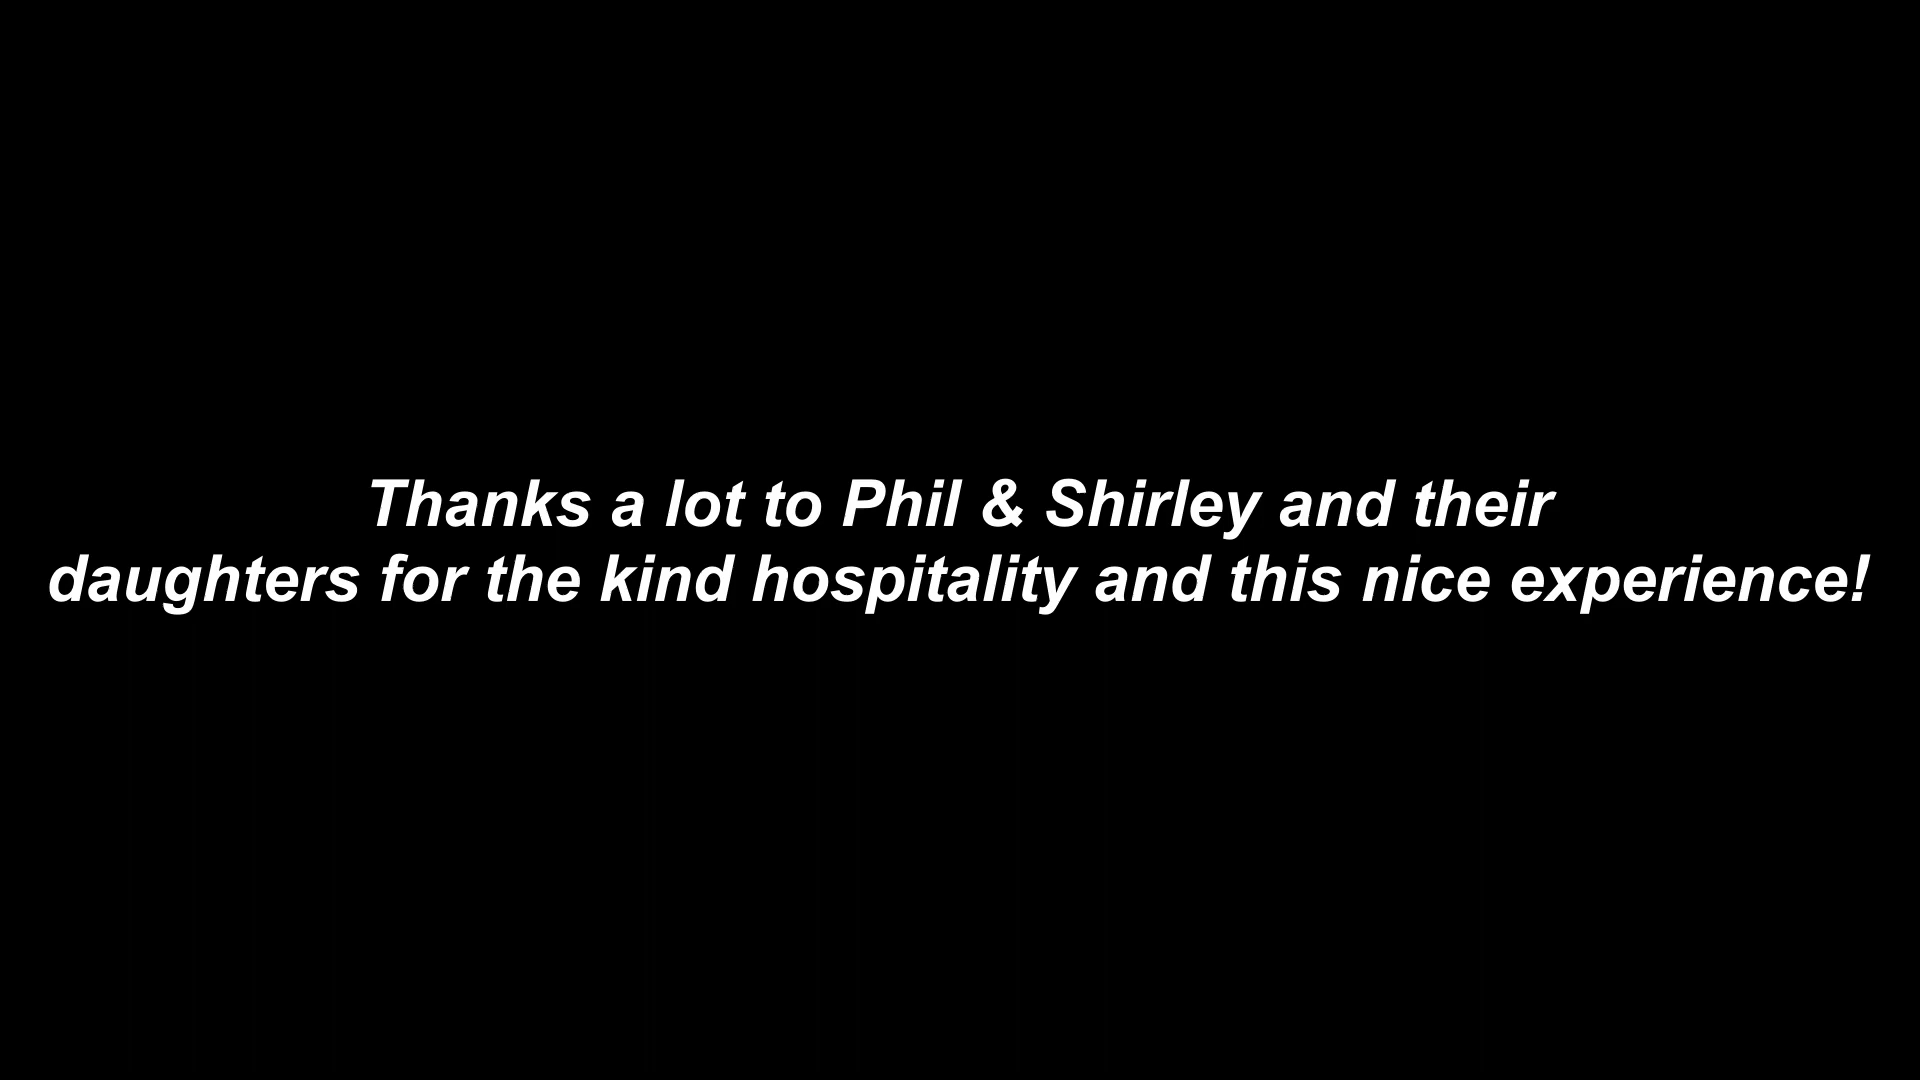 Thanks a lot to Phil & Shirley and their
daughters for the kind hospitality and this nice experience!